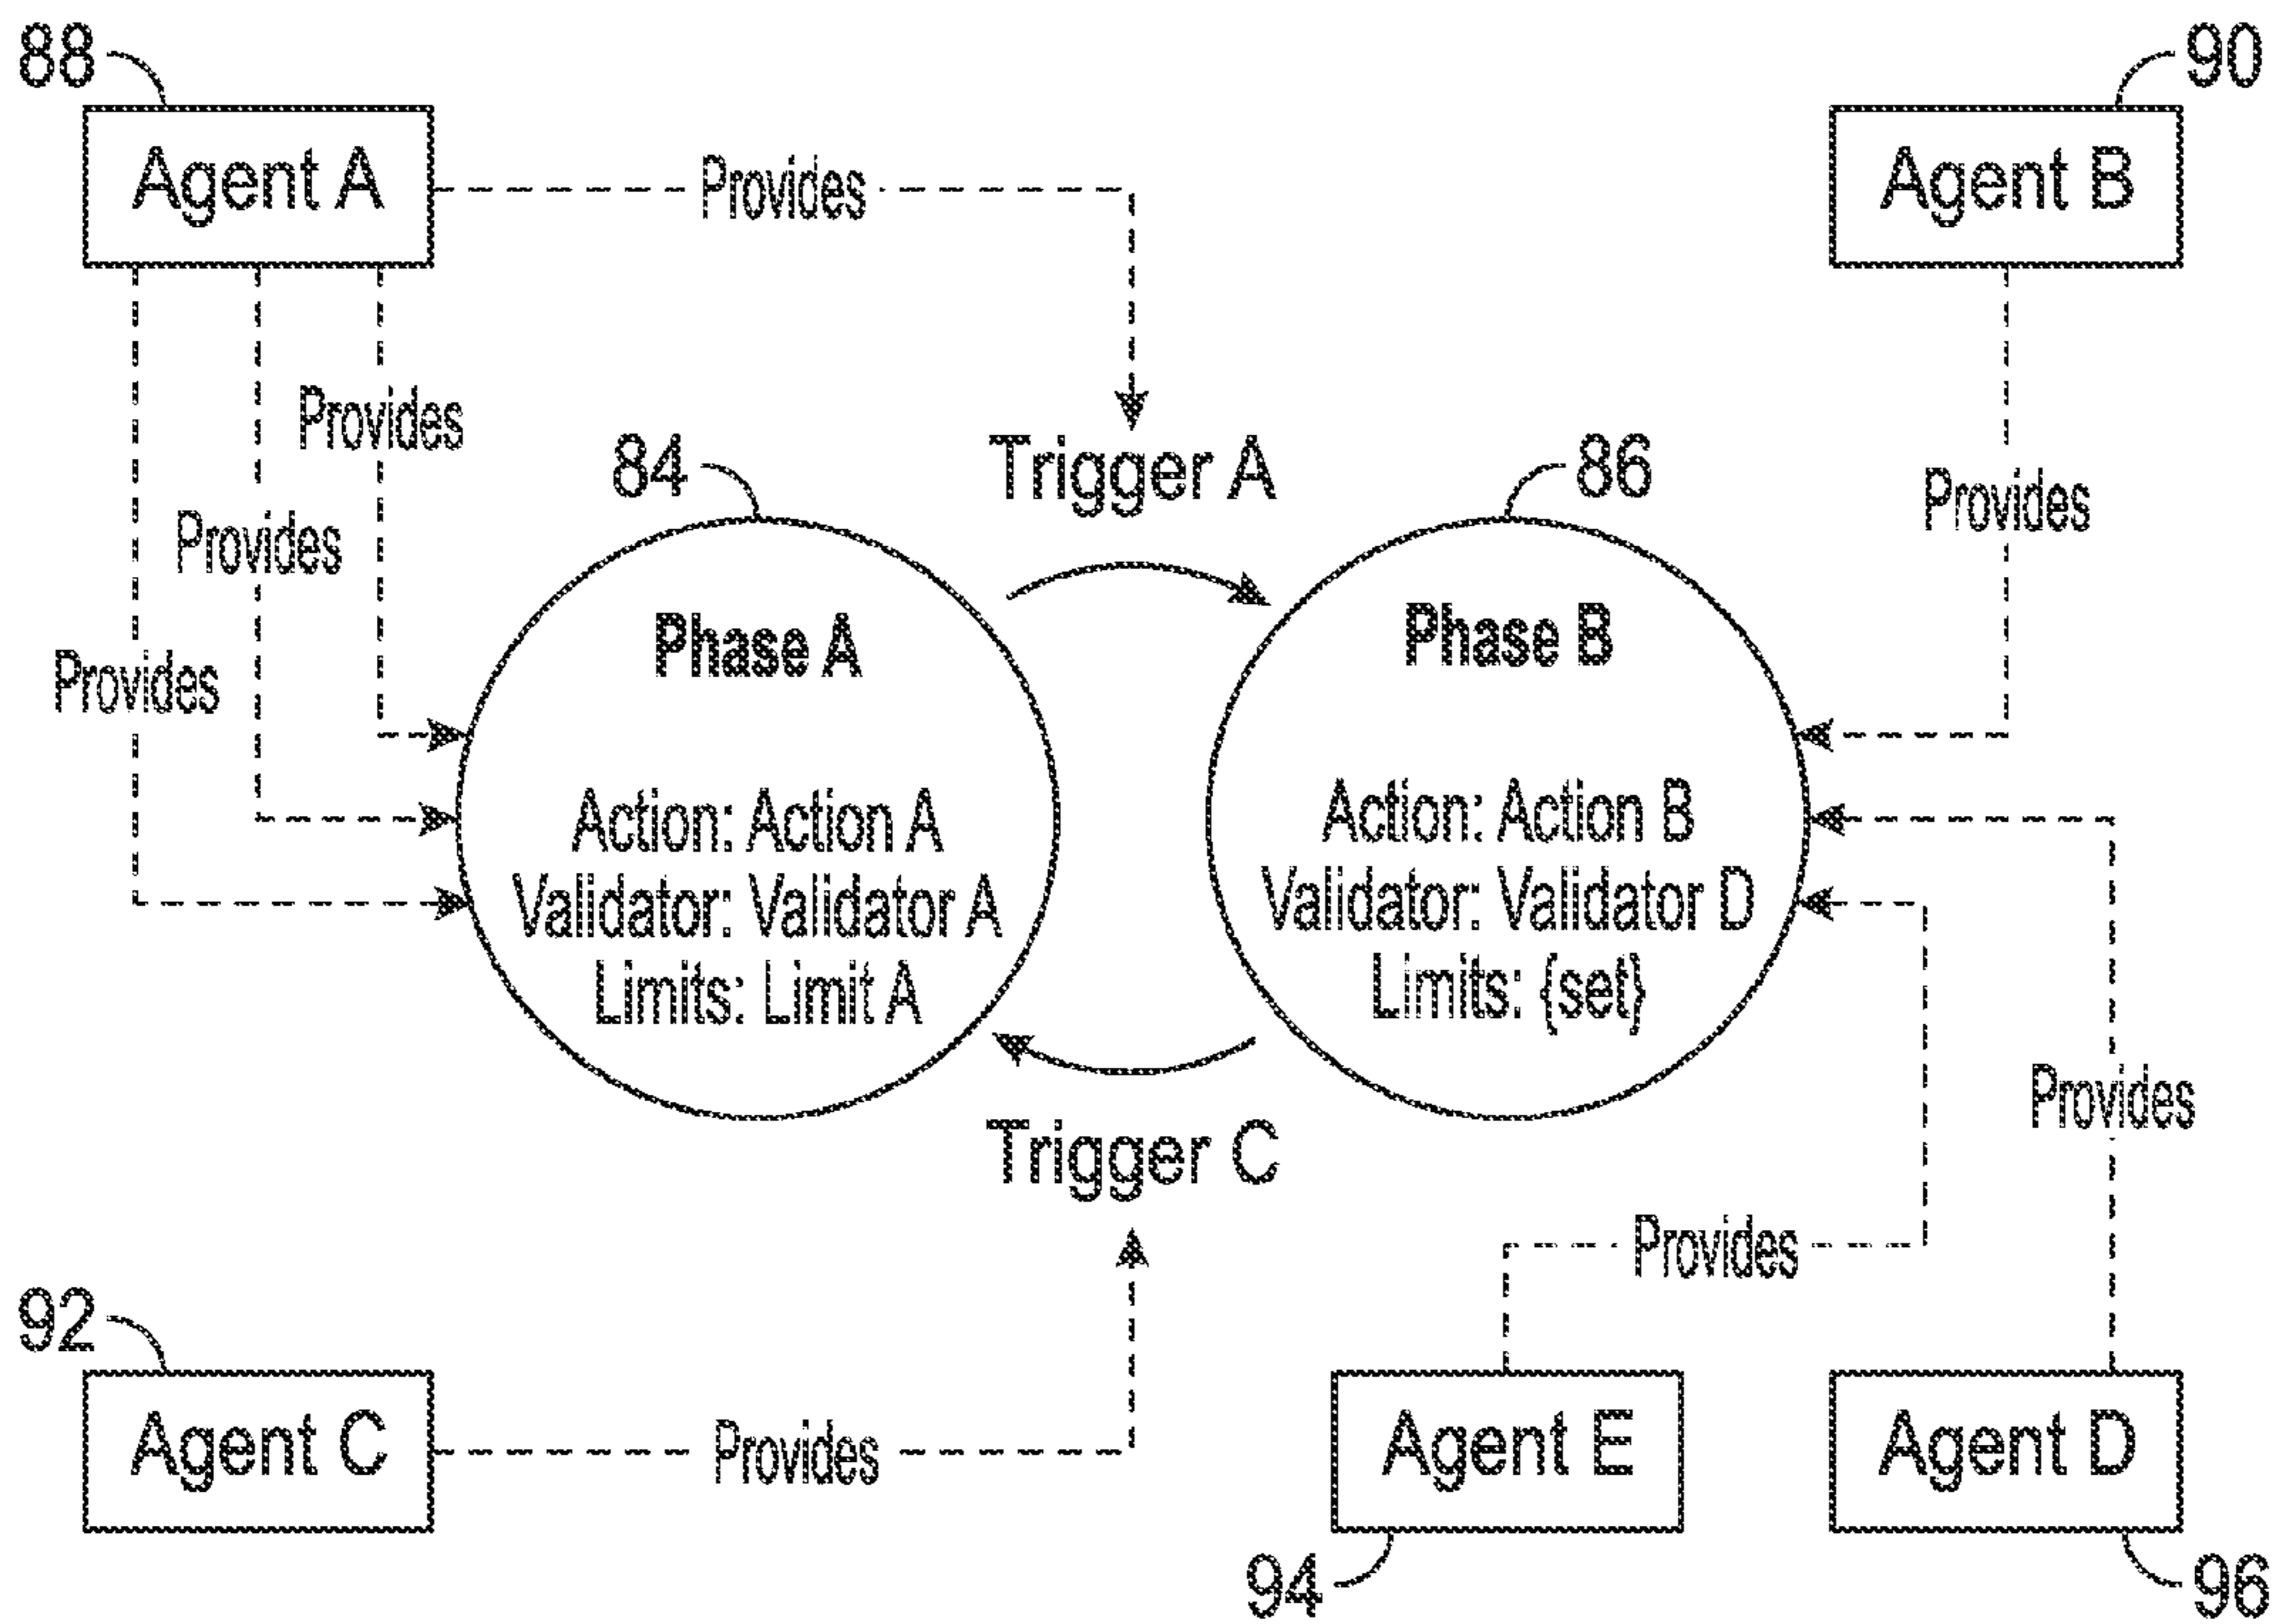 88
90
Agent A
Provides
Agent B
Provides
84
Trigger A
86
Provides
Provides
Provides
Phase A
Action: Action A
Validator: Validator A
Limits: Limit A
Phase B
Action: Action B
Validator: Validator D
Limits: {set}
Trigger C
Provides
Provides
92
Agent C
Provides
Agent E
Agent D
94
96